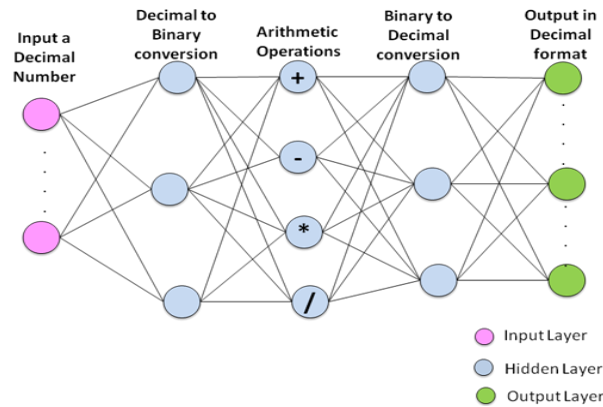 Input a
Decimal
Number
Decimal to
Binary
conversion
Arithmetic
Operations
Binary to
Decimal
conversion
Output in
Decimal
format
+
-
*
/
Input Layer
Hidden Layer
Output Layer